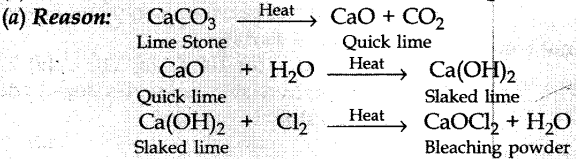 (a) Reason: CaCO₃ Heat → CaO + CO₂
Lime Stone Quick lime
CaO + H₂O Heat → Ca(OH)₂
Quick lime Slaked lime
Ca(OH)₂ + Cl₂ Heat → CaOCl₂ + H₂O
Slaked lime Bleaching powder